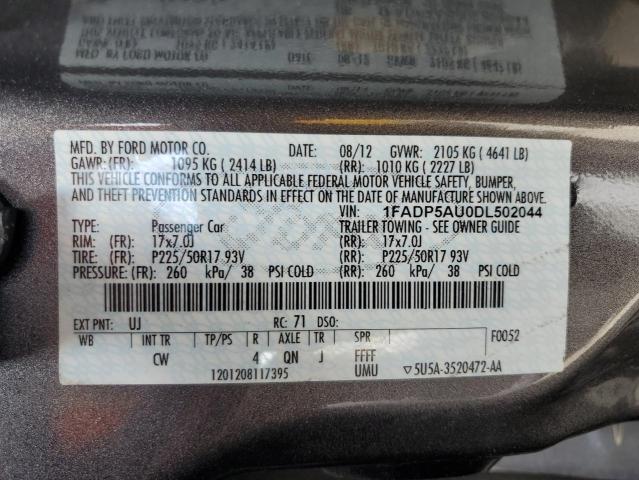 MFD. BY FORD MOTOR CO. DATE: 08/12 GVWR: 2105 KG ( 4641 LB)
GAWR: (FR): 1095 KG ( 2414 LB) (RR): 1010 KG ( 2227 LB)
THIS VEHICLE CONFORMS TO ALL APPLICABLE FEDERAL MOTOR VEHICLE SAFETY, BUMPER,
AND THEFT PREVENTION STANDARDS IN EFFECT ON THE DATE OF MANUFACTURE SHOWN ABOVE.
VIN: 1FADP5AU0DL502044
TYPE: Passenger Car TRAILER TOWING - SEE OWNER GUIDE
RIM: (FR): 17x7.0J (RR): 17x7.0J
TIRE: (FR): P225/50R17 93V (RR): P225/50R17 93V
PRESSURE: (FR): 260 kPa/ 38 PSI COLD (RR): 260 kPa/ 38 PSI COLD
EXT PNT: UJ RC: 71 DSO: F0052
WB INT TR TP/PS R AXLE TR SPR
CW 4 QN J FFFF
1201208117395 UMU ▽5U5A-3520472-AA